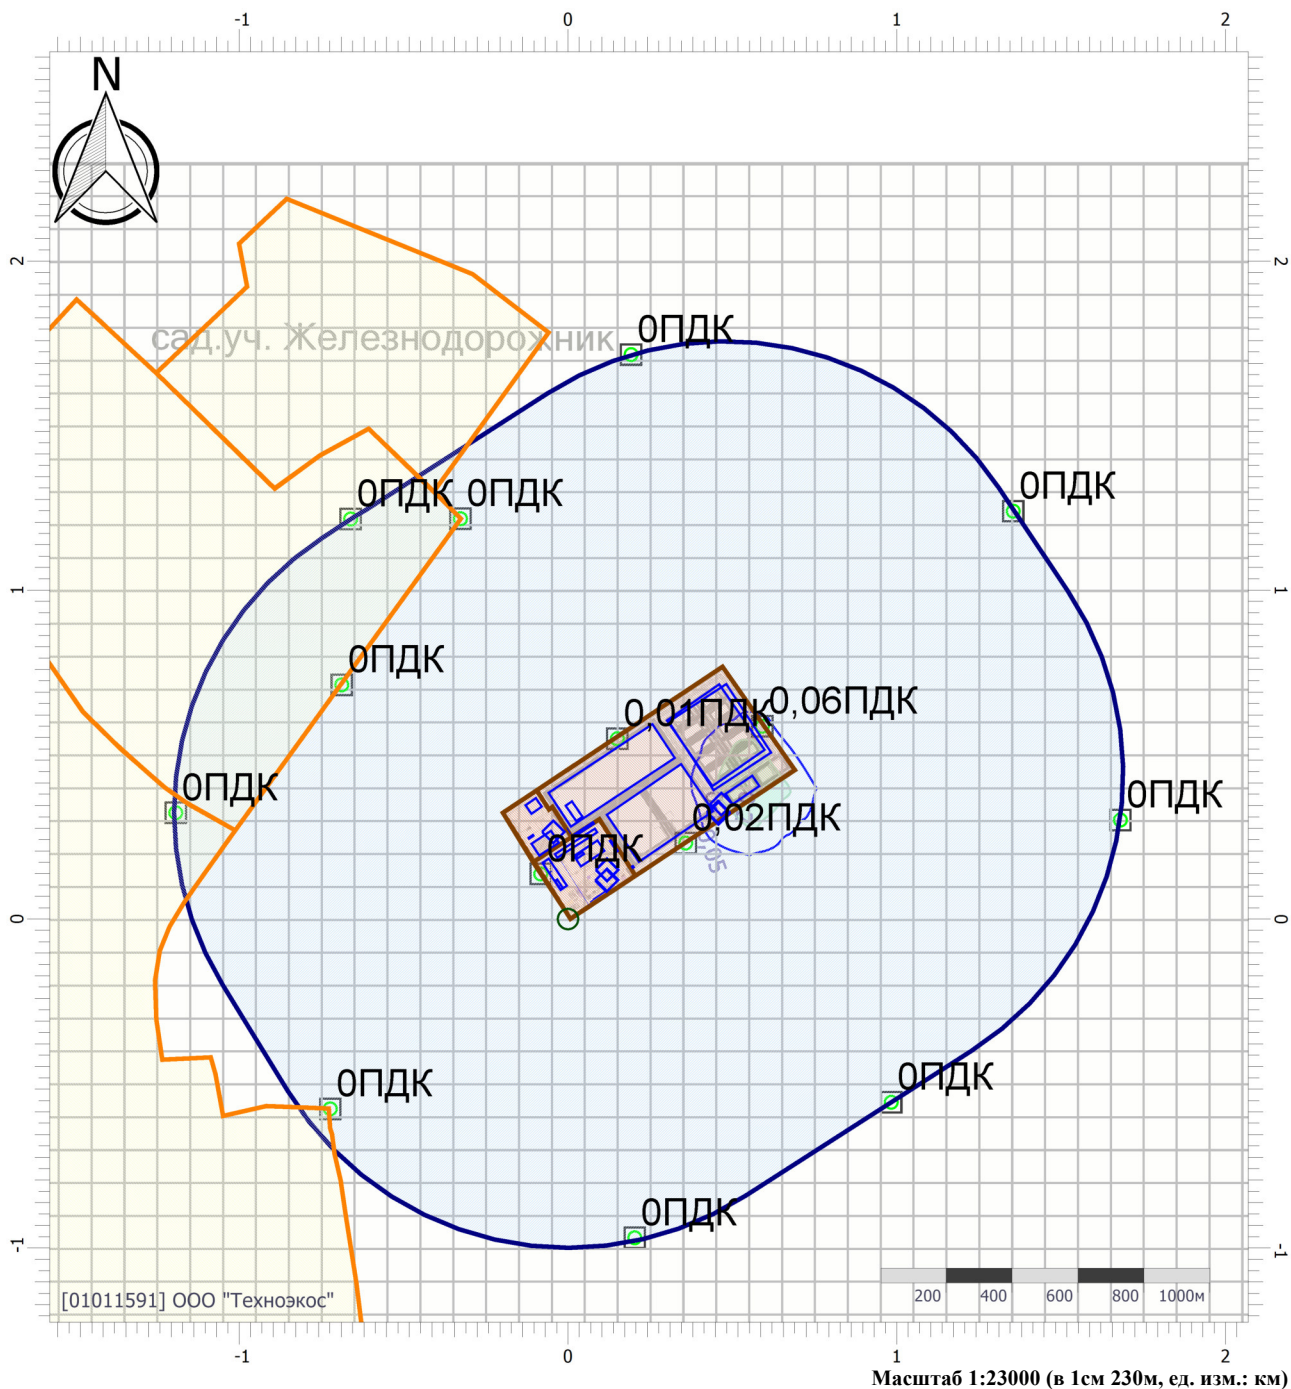 -1 0 1 2
N
2 2
сад.уч. Железнодорожник
0ПДК
0ПДК 0ПДК
0ПДК
1 1
0ПДК
0,06ПДК
0,01ПДК
0ПДК
0ПДК
0,02ПДК
0ПДК
0,05
0 0
0ПДК
0ПДК
0ПДК
-1 -1
200 400 600 800 1000м
[01011591] ООО "Техноэкос"
-1 0 1 2
Масштаб 1:23000 (в 1см 230м, ед. изм.: км)